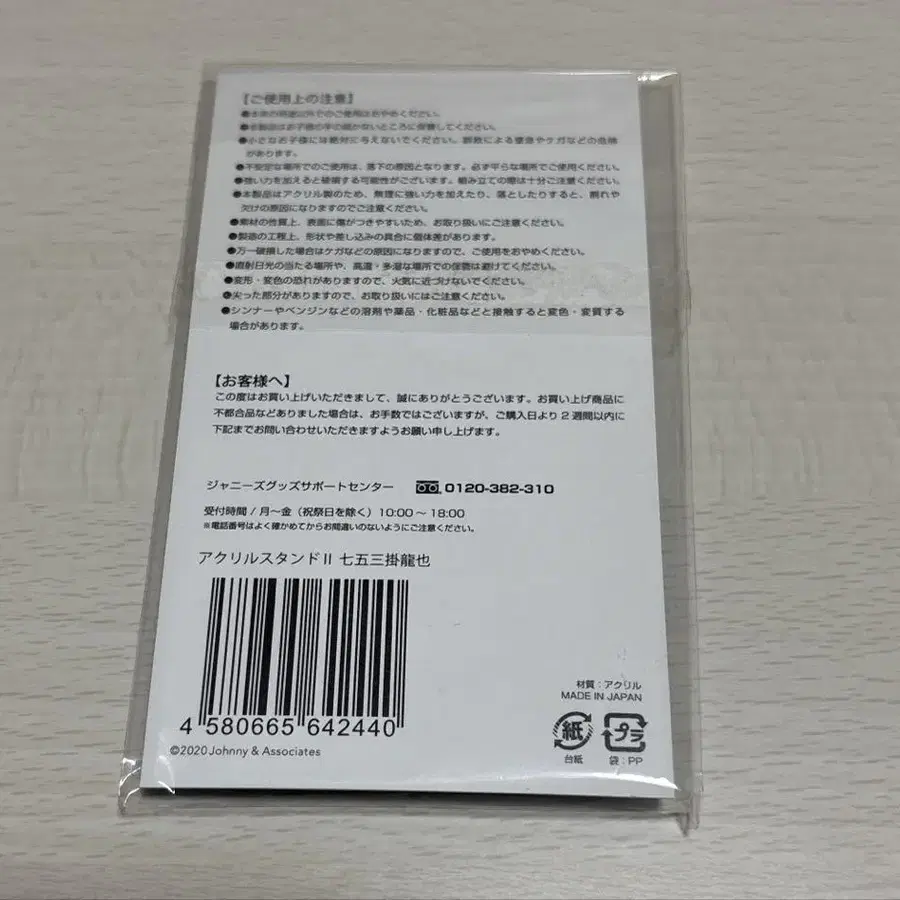 【ご使用上の注意】
●本来の用途以外でのご使用はおやめください。
●本製品はお子様の手の届かないところに保管してください。
●小さなお子様には絶対に与えないでください。誤飲による窒息やケガなどの危険
があります。
●不安定な場所でのご使用は、落下の原因となります。必ず平らな場所でご使用ください。
●強い力を加えると破損する可能性がございます。組み立ての際は十分ご注意ください。
●本製品はアクリル製のため、無理に強い力を加えたり、落としたりすると、割れや
欠けの原因になりますのでご注意ください。
●素材の性質上、表面に傷がつきやすいため、お取り扱いにご注意ください。
●製造の工程上、形状や差し込みの具合に個体差があります。
●万一破損した場合はケガなどの原因になりますので、ご使用をおやめください。
●直射日光の当たる場所や、高温・多湿な場所での保管は避けてください。
●変形・変色の恐れがありますので、火気に近づけないでください。
●尖った部分がありますので、お取り扱いにはご注意ください。
●シンナーやベンジンなどの溶剤や薬品・化粧品などと接触すると変色・変質する
場合があります。
【お客様へ】
この度はお買い上げいただきまして、誠にありがとうございます。お買い上げ商品に
不都合品などありました場合は、お手数ではございますが、ご購入日より2週間以内に
下記までお問い合わせいただきますようお願い申し上げます。
ジャニーズグッズサポートセンター 0120-382-310
受付時間 / 月～金（祝祭日を除く）10:00～18:00
※電話番号はよく確かめてからお間違いのないようにご注意ください。
アクリルスタンドⅡ 七五三掛龍也
4 580665 642440
©2020 Johnny & Associates
材質：アクリル
MADE IN JAPAN
紙
プラ
台紙
袋：PP